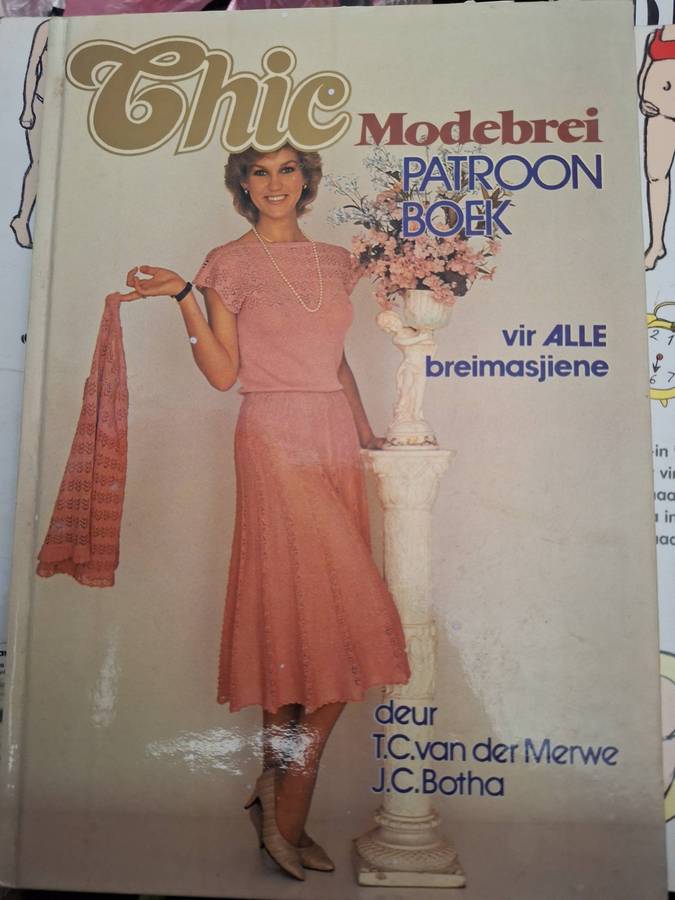 Chic Modebrei
PATROON
BOEK
vir ALLE
breimasjiene
deur
T.C.van der Merwe
J.C.Botha